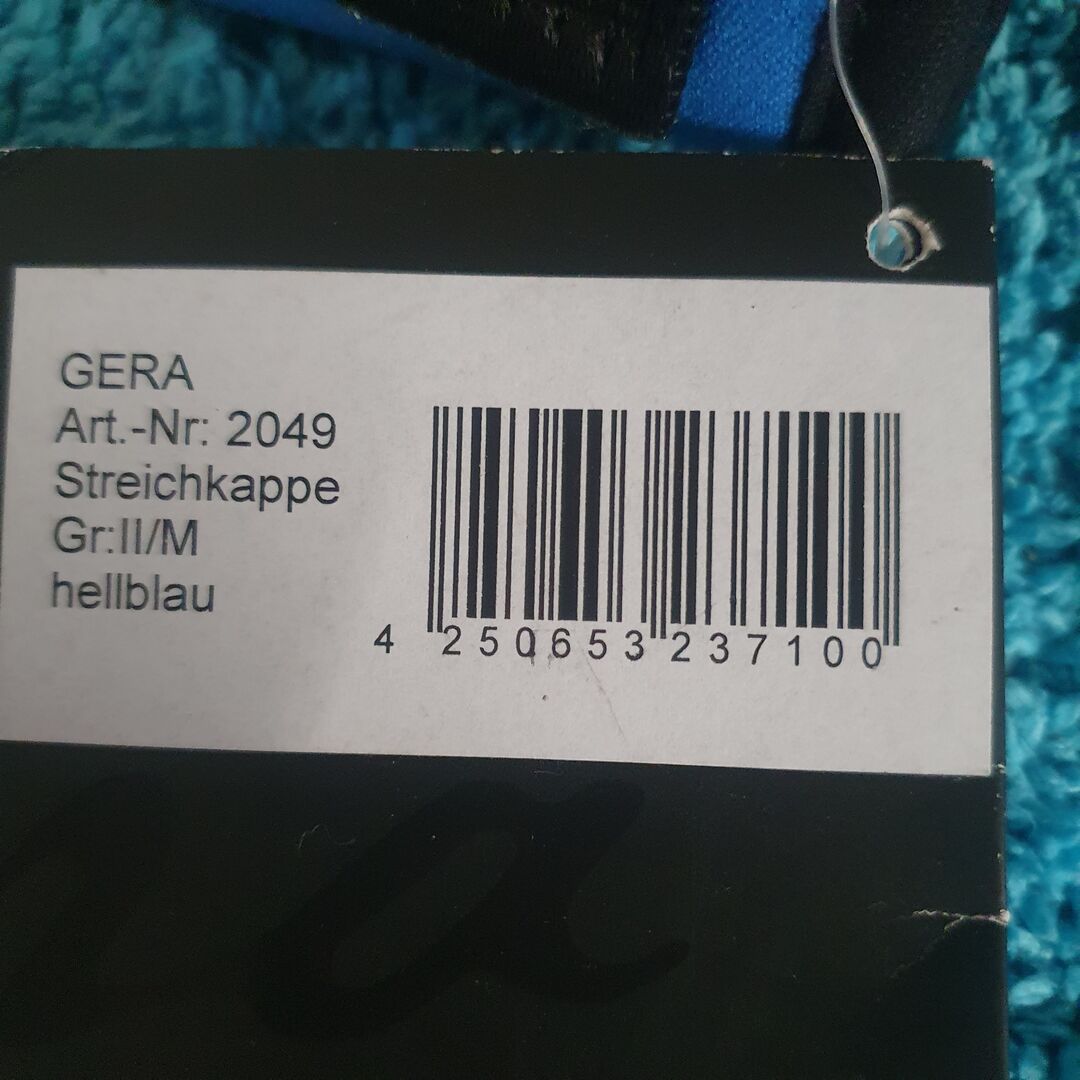 GERA
Art.-Nr: 2049
Streichkappe
Gr:II/M
hellblau
4 250653 237100